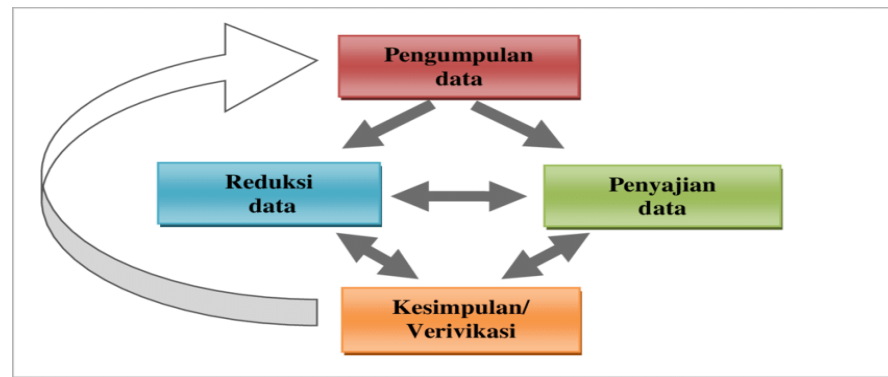 Pengumpulan
data
Reduksi
data
Penyajian
data
Kesimpulan/
Verivikasi